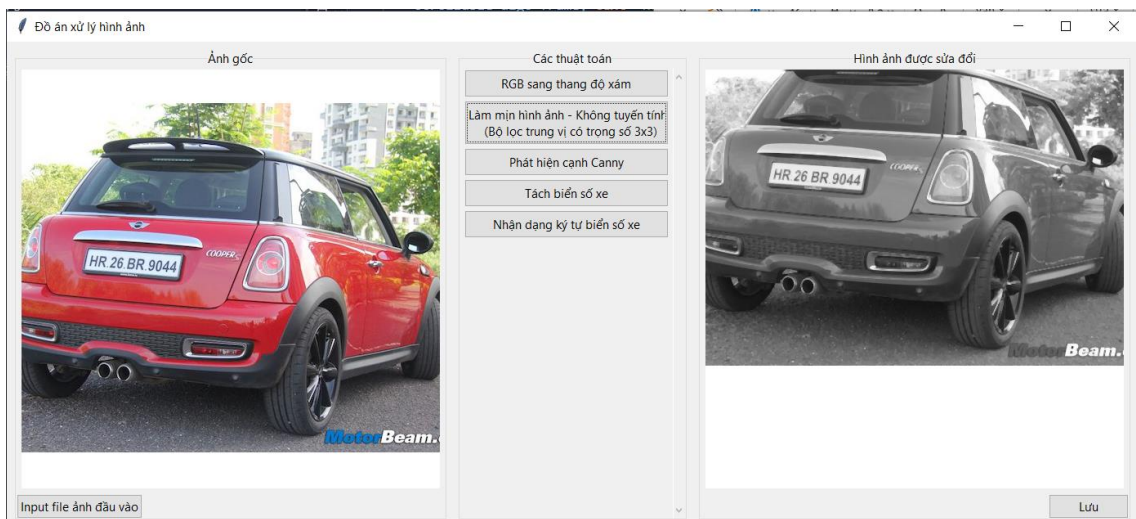 Đồ án xử lý hình ảnh
Ảnh gốc
HR 26 BR 9044
COOPER S
MotorBeam.
Input file ảnh đầu vào
Các thuật toán
RGB sang thang độ xám
Làm mịn hình ảnh - Không tuyến tính
(Bộ lọc trung vị có trọng số 3x3)
Phát hiện cạnh Canny
Tách biển số xe
Nhận dạng ký tự biển số xe
Hình ảnh được sửa đổi
HR 26 BR 9044
COOPER S
MotorBeam.
Lưu